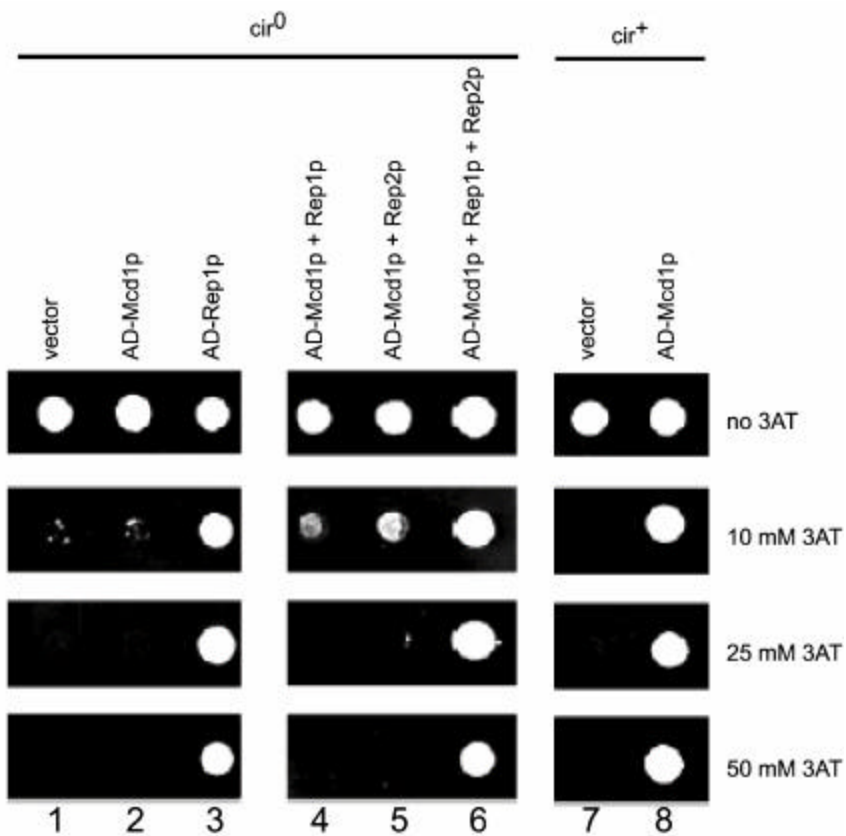 cir0
cir+
vector
AD-Mcd1p
AD-Rep1p
AD-Mcd1p + Rep1p
AD-Mcd1p + Rep2p
AD-Mcd1p + Rep1p + Rep2p
vector
AD-Mcd1p
no 3AT
10 mM 3AT
25 mM 3AT
50 mM 3AT
1 2 3 4 5 6 7 8